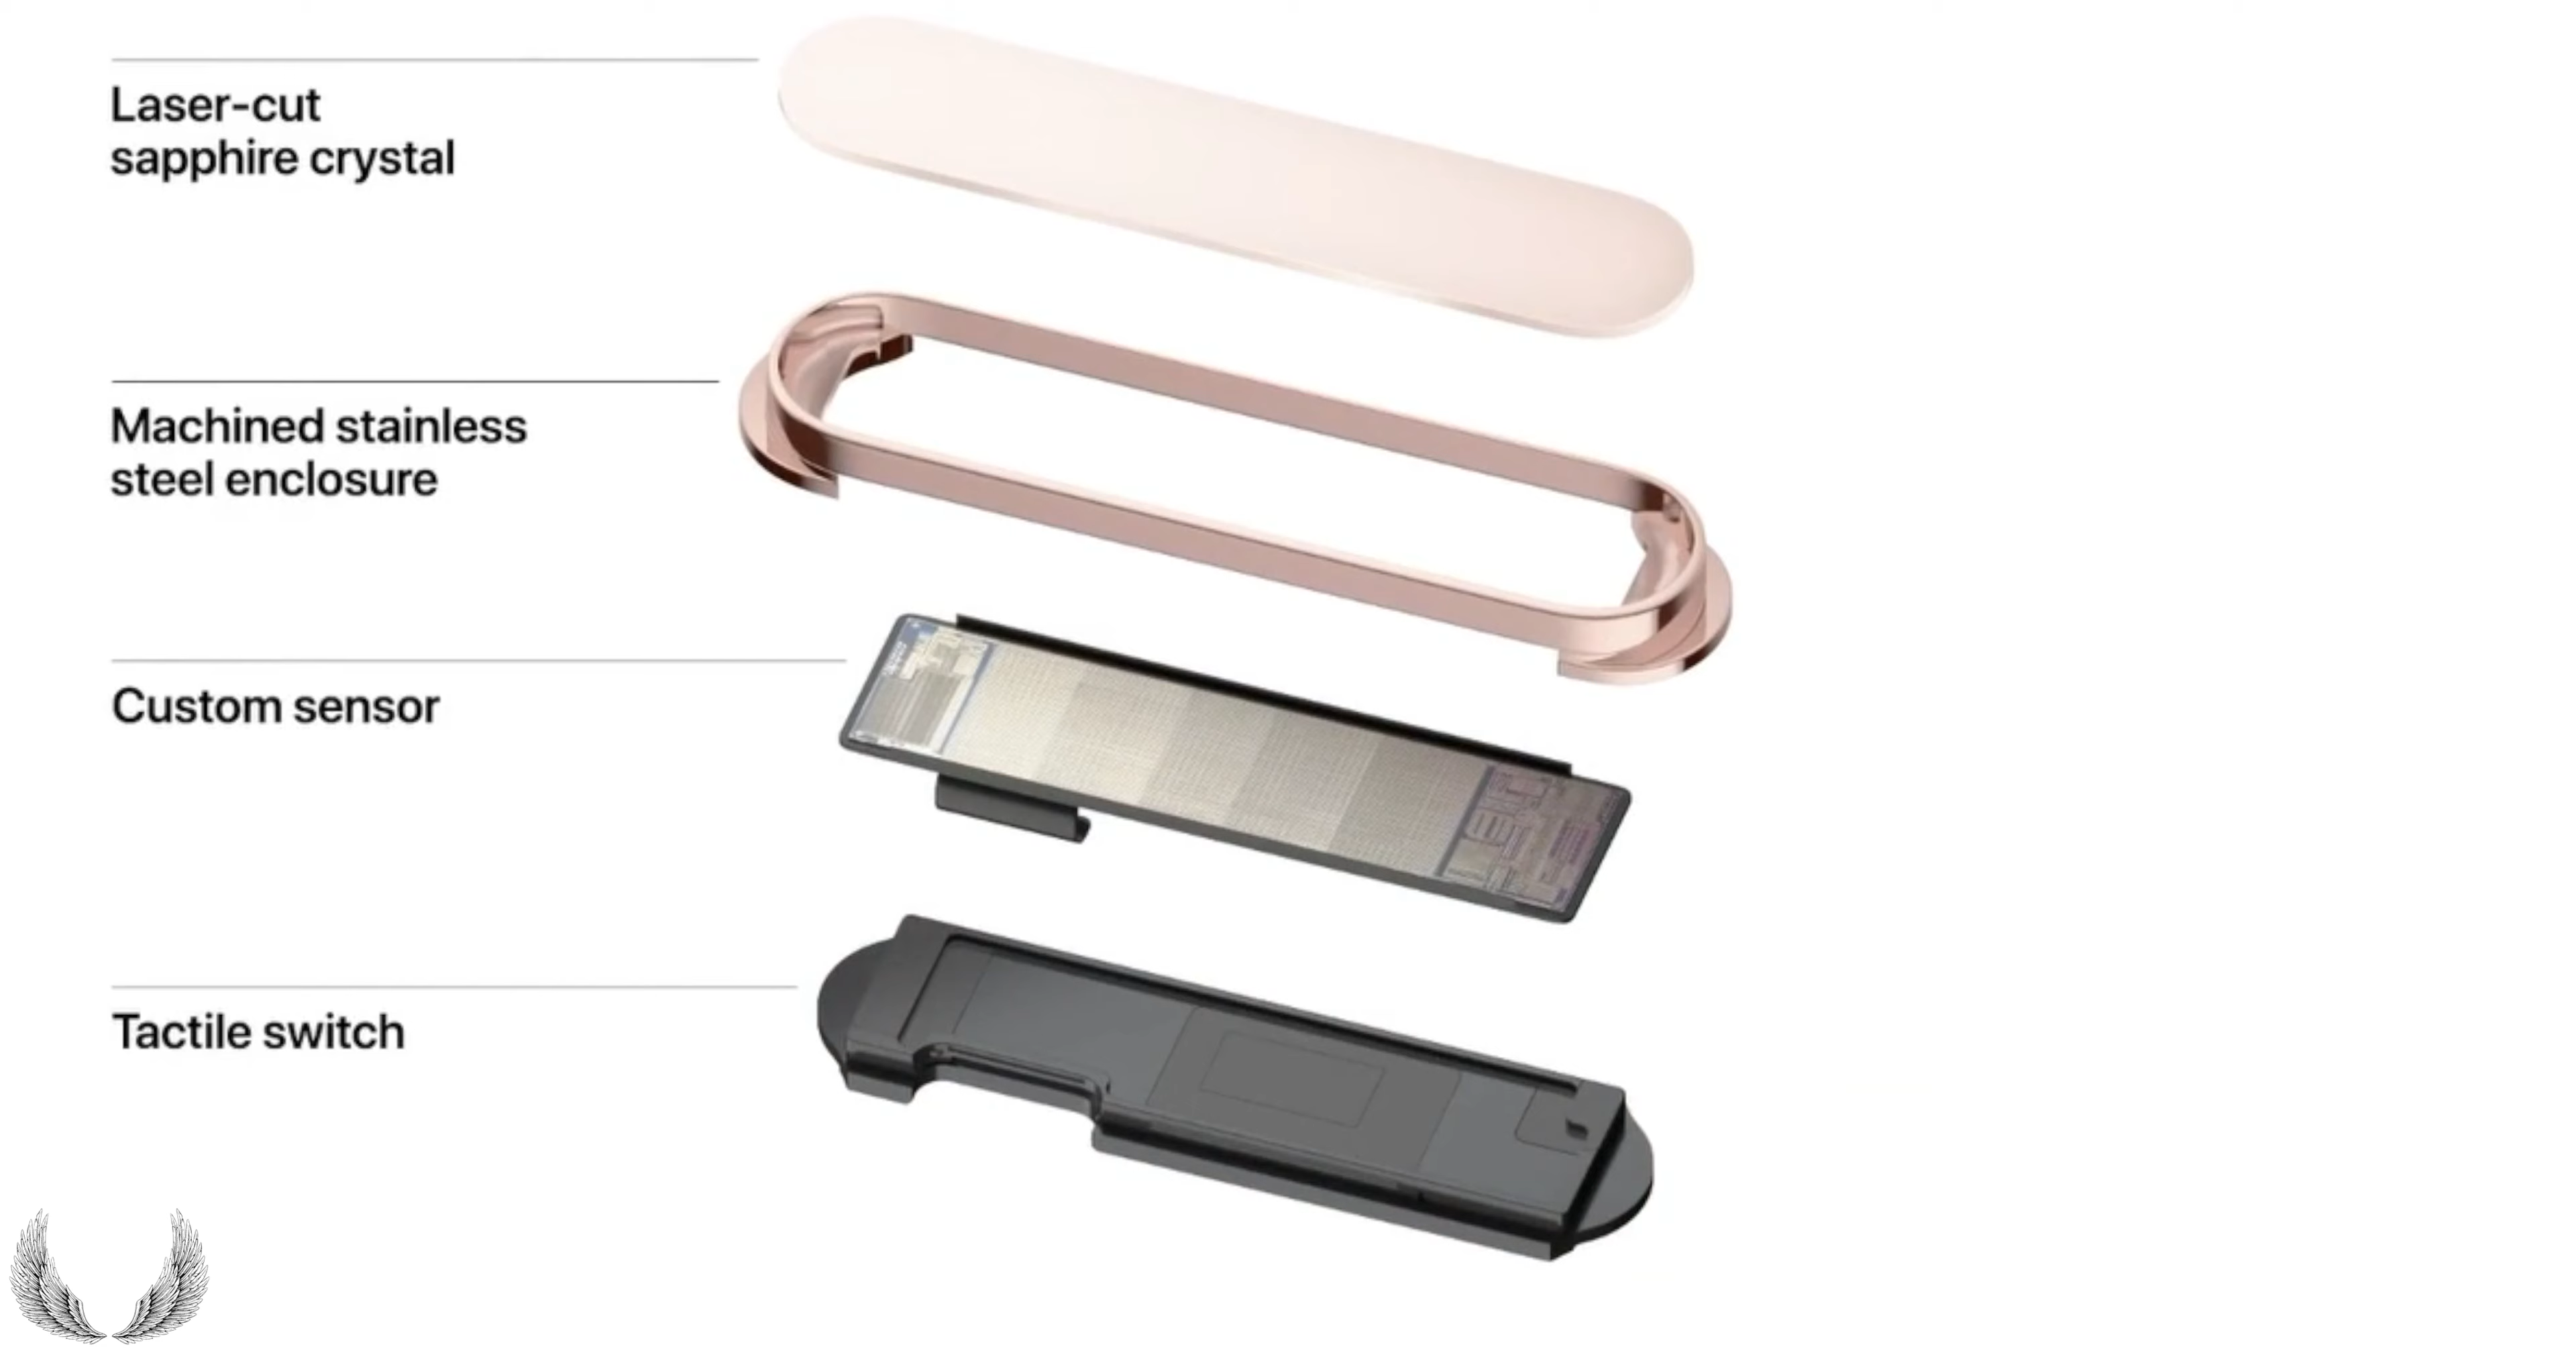 Laser-cut
sapphire crystal
Machined stainless
steel enclosure
Custom sensor
Tactile switch